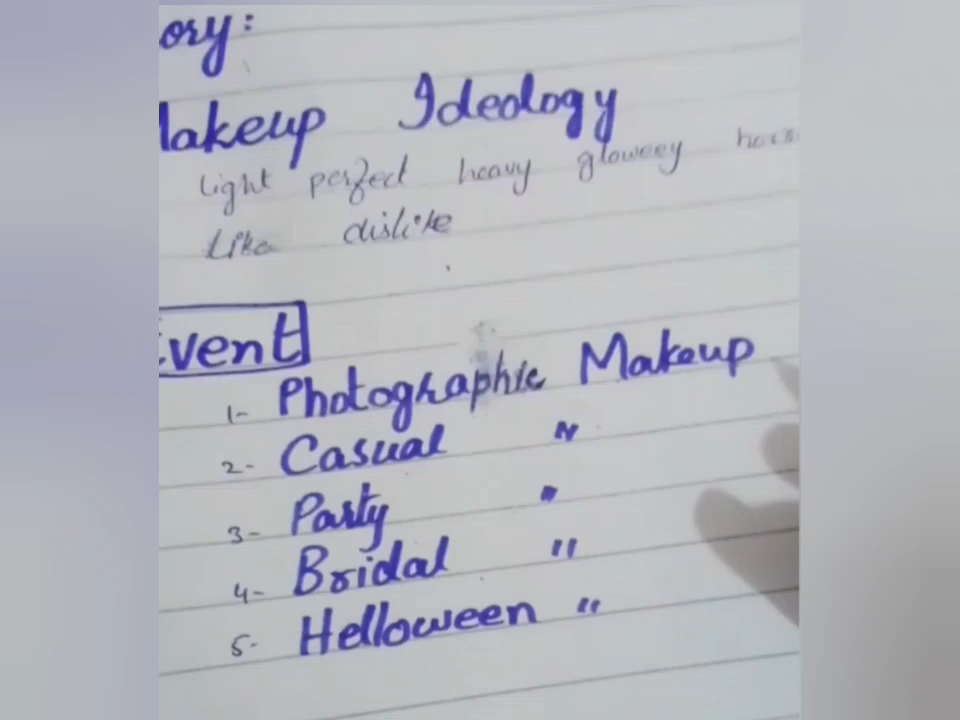 ory:
akeup Ideology
Light perfect heavy gloweey
Like dislike
vent
1- Photographic Makeup
2- Casual "
3- Party "
4- Bridal "
5- Helloween "